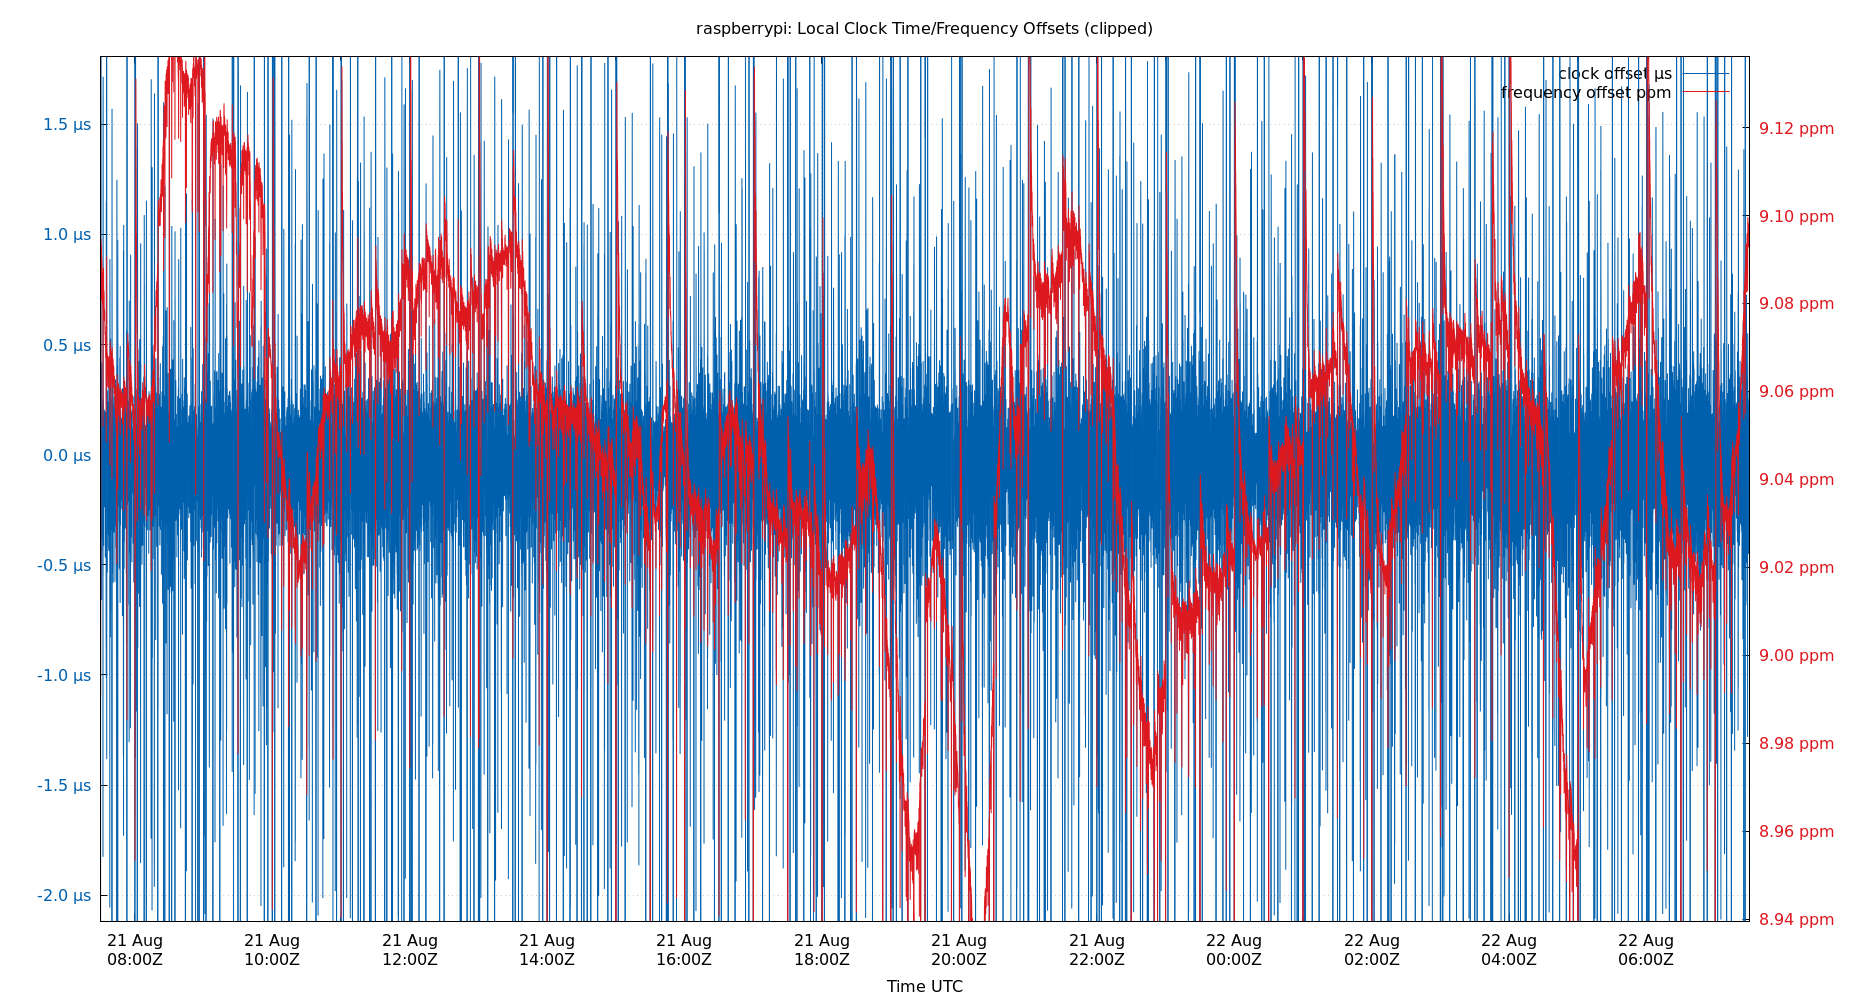 raspberrypi: Local Clock Time/Frequency Offsets (clipped)
clock offset µs
frequency offset ppm
1.5 µs
1.0 µs
0.5 µs
0.0 µs
-0.5 µs
-1.0 µs
-1.5 µs
-2.0 µs
9.12 ppm
9.10 ppm
9.08 ppm
9.06 ppm
9.04 ppm
9.02 ppm
9.00 ppm
8.98 ppm
8.96 ppm
8.94 ppm
21 Aug
08:00Z
21 Aug
10:00Z
21 Aug
12:00Z
21 Aug
14:00Z
21 Aug
16:00Z
21 Aug
18:00Z
21 Aug
20:00Z
21 Aug
22:00Z
22 Aug
00:00Z
22 Aug
02:00Z
22 Aug
04:00Z
22 Aug
06:00Z
Time UTC